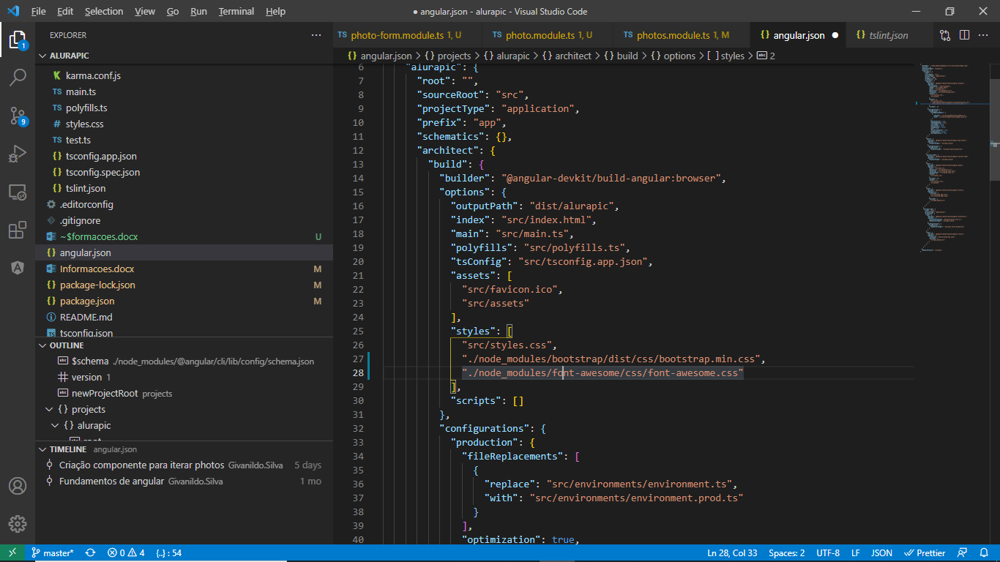 File Edit Selection View Go Run Terminal Help ● angular.json - alurapic - Visual Studio Code
EXPLORER
ALURAPIC
karma.conf.js
TS main.ts
TS polyfills.ts
# styles.css
TS test.ts
{} tsconfig.app.json
{} tsconfig.spec.json
{} tslint.json
.editorconfig
.gitignore
~$formacoes.docx U
{} angular.json
Informacoes.docx M
{} package-lock.json M
{} package.json M
README.md
tsconfig.json
OUTLINE
$schema ./node_modules/@angular/cli/lib/config/schema.json
version 1
newProjectRoot projects
{} projects
{} alurapic
TIMELINE angular.json
Criação componente para iterar photos Givanildo.Silva 5 days
Fundamentos de angular Givanildo.Silva 1 mo
1
9
TS photo-form.module.ts 1, U TS photo.module.ts 1, U TS photos.module.ts 1, M {} angular.json ● {} tslint.json
{} angular.json > {} projects > {} alurapic > {} architect > {} build > {} options > [ ] styles > abc 2
6 "alurapic": {
7 "root": "",
8 "sourceRoot": "src",
9 "projectType": "application",
10 "prefix": "app",
11 "schematics": {},
12 "architect": {
13 "build": {
14 "builder": "@angular-devkit/build-angular:browser",
15 "options": {
16 "outputPath": "dist/alurapic",
17 "index": "src/index.html",
18 "main": "src/main.ts",
19 "polyfills": "src/polyfills.ts",
20 "tsConfig": "src/tsconfig.app.json",
21 "assets": [
22 "src/favicon.ico",
23 "src/assets"
24 ],
25 "styles": [
26 "src/styles.css",
27 "./node_modules/bootstrap/dist/css/bootstrap.min.css",
28 "./node_modules/font-awesome/css/font-awesome.css"
29 ],
30 "scripts": []
31 },
32 "configurations": {
33 "production": {
34 "fileReplacements": [
35 {
36 "replace": "src/environments/environment.ts",
37 "with": "src/environments/environment.prod.ts"
38 }
39 ],
40 "optimization": true,
master* 0 4 {..} : 54 Ln 28, Col 33 Spaces: 2 UTF-8 LF JSON Prettier